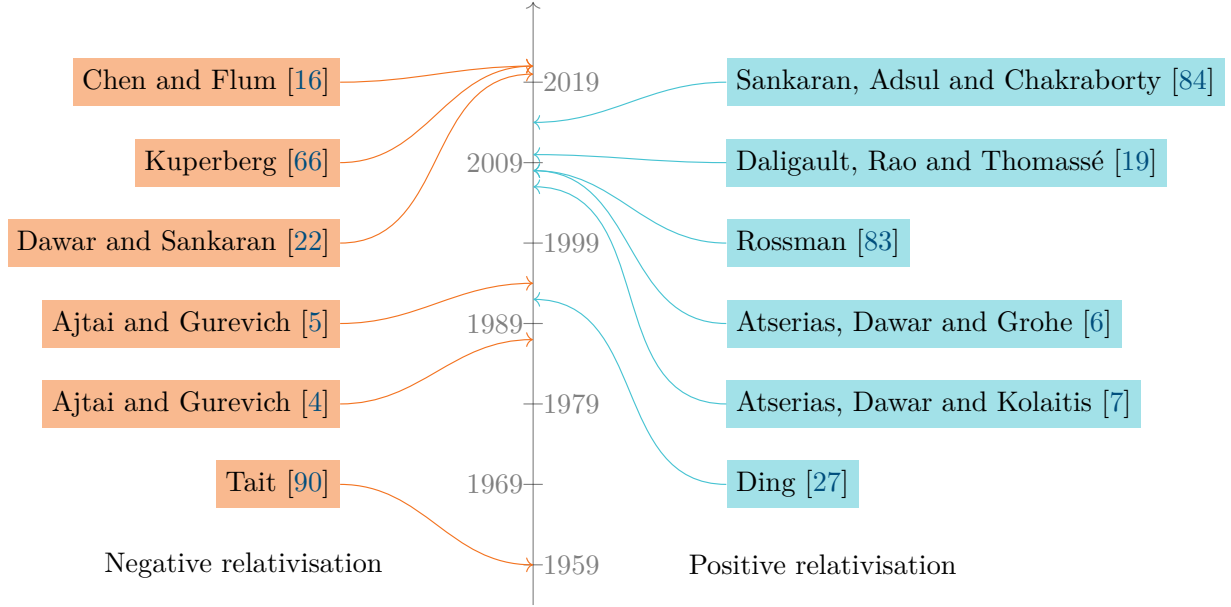 Chen and Flum [16]
2019
Sankaran, Adsul and Chakraborty [84]
Kuperberg [66]
2009
Daligault, Rao and Thomassé [19]
Dawar and Sankaran [22]
1999
Rossman [83]
Ajtai and Gurevich [5]
1989
Atserias, Dawar and Grohe [6]
Ajtai and Gurevich [4]
1979
Atserias, Dawar and Kolaitis [7]
Tait [90]
1969
Ding [27]
Negative relativisation
1959
Positive relativisation